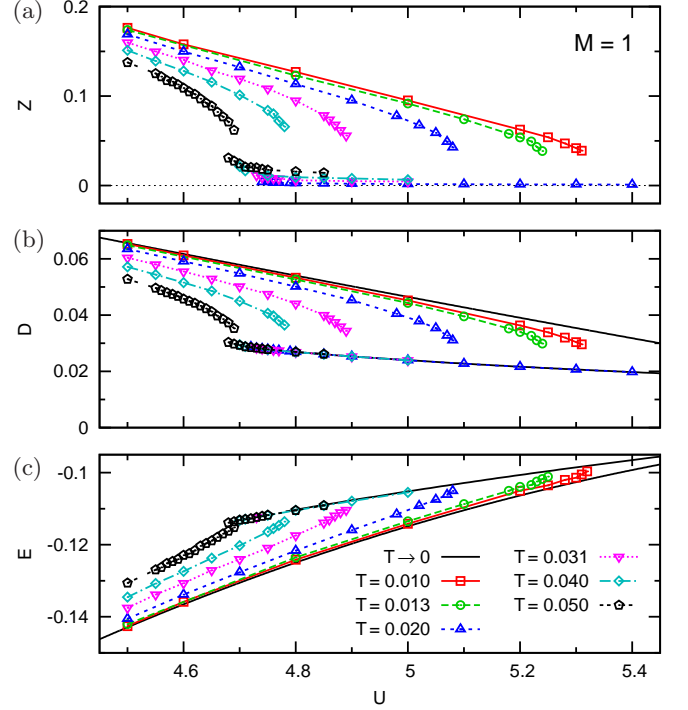 (a)
0.2
0.1
0
Z
M = 1
(b)
0.06
0.04
0.02
0
D
(c)
-0.1
-0.12
-0.14
E
T → 0
T = 0.010
T = 0.013
T = 0.020
T = 0.031
T = 0.040
T = 0.050
4.6
4.8
5
5.2
5.4
U